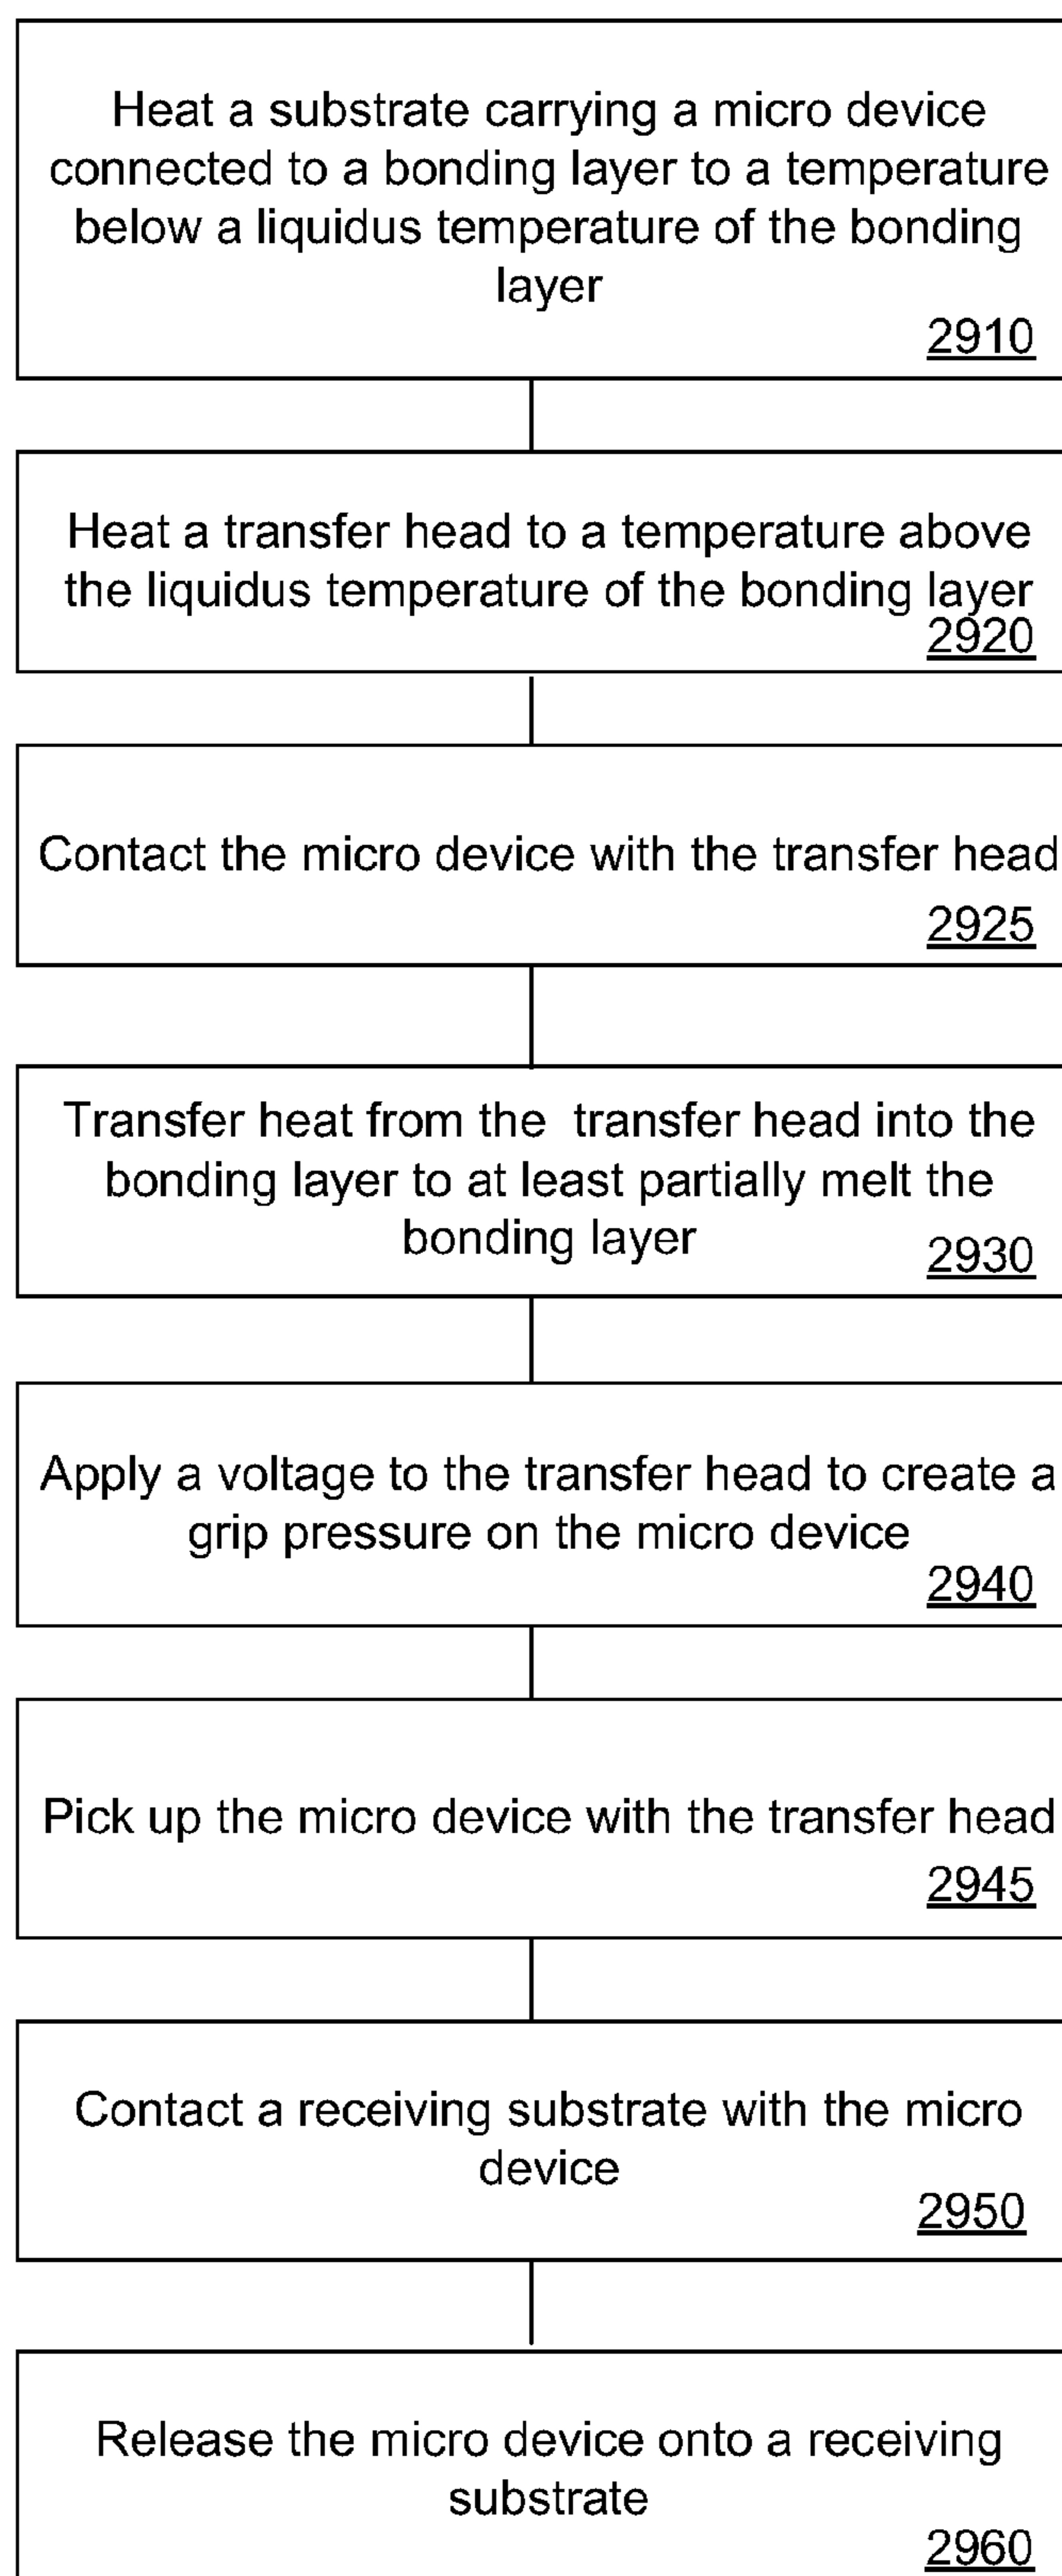 Heat a substrate carrying a micro device
connected to a bonding layer to a temperature
below a liquidus temperature of the bonding
layer
2910
Heat a transfer head to a temperature above
the liquidus temperature of the bonding layer
2920
Contact the micro device with the transfer head
2925
Transfer heat from the transfer head into the
bonding layer to at least partially melt the
bonding layer
2930
Apply a voltage to the transfer head to create a
grip pressure on the micro device
2940
Pick up the micro device with the transfer head
2945
Contact a receiving substrate with the micro
device
2950
Release the micro device onto a receiving
substrate
2960